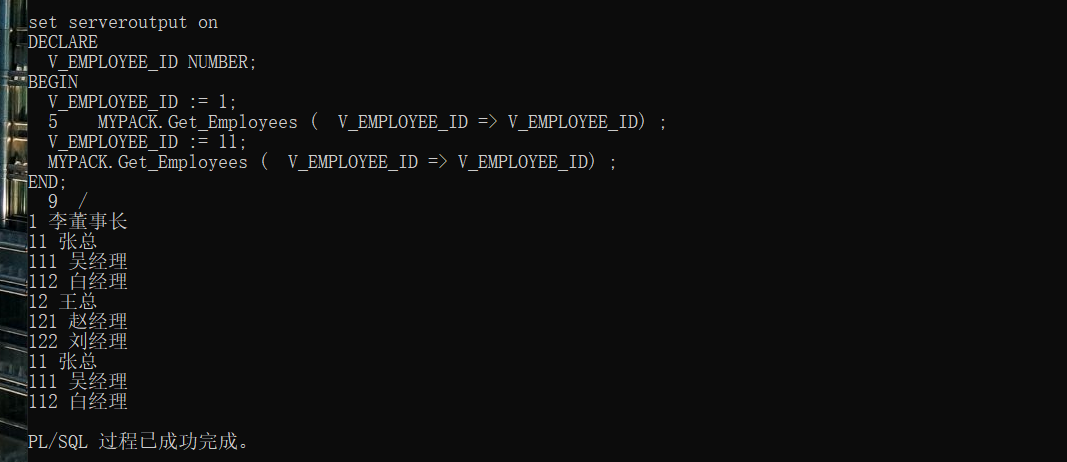 set serveroutput on
DECLARE
  V_EMPLOYEE_ID NUMBER;
BEGIN
  V_EMPLOYEE_ID := 1;
  5    MYPACK.Get_Employees (  V_EMPLOYEE_ID => V_EMPLOYEE_ID) ;
  V_EMPLOYEE_ID := 11;
  MYPACK.Get_Employees (  V_EMPLOYEE_ID => V_EMPLOYEE_ID) ;
END;
  9  /
1 李董事长
11 张总
111 吴经理
112 白经理
12 王总
121 赵经理
122 刘经理
11 张总
111 吴经理
112 白经理
PL/SQL 过程已成功完成。